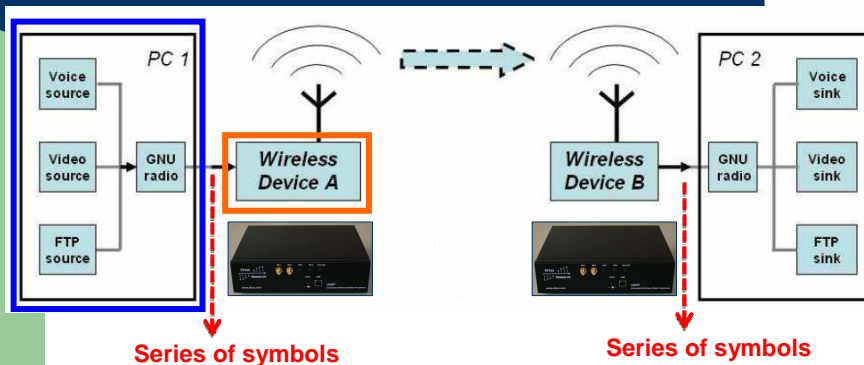 PC 1
Voice
source
Video
source
FTP
source
GNU
radio
Wireless
Device A
Series of symbols
Wireless
Device B
PC 2
GNU
radio
Voice
sink
Video
sink
FTP
sink
Series of symbols